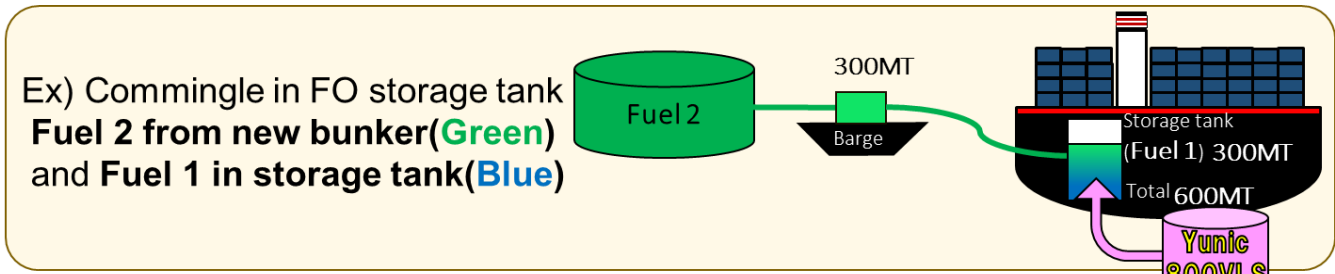 Ex) Commingle in FO storage tank
Fuel 2 from new bunker(Green)
and Fuel 1 in storage tank(Blue)
Fuel 2
300MT
Barge
Storage tank
(Fuel 1) 300MT
Total 600MT
Yunic
800VLS